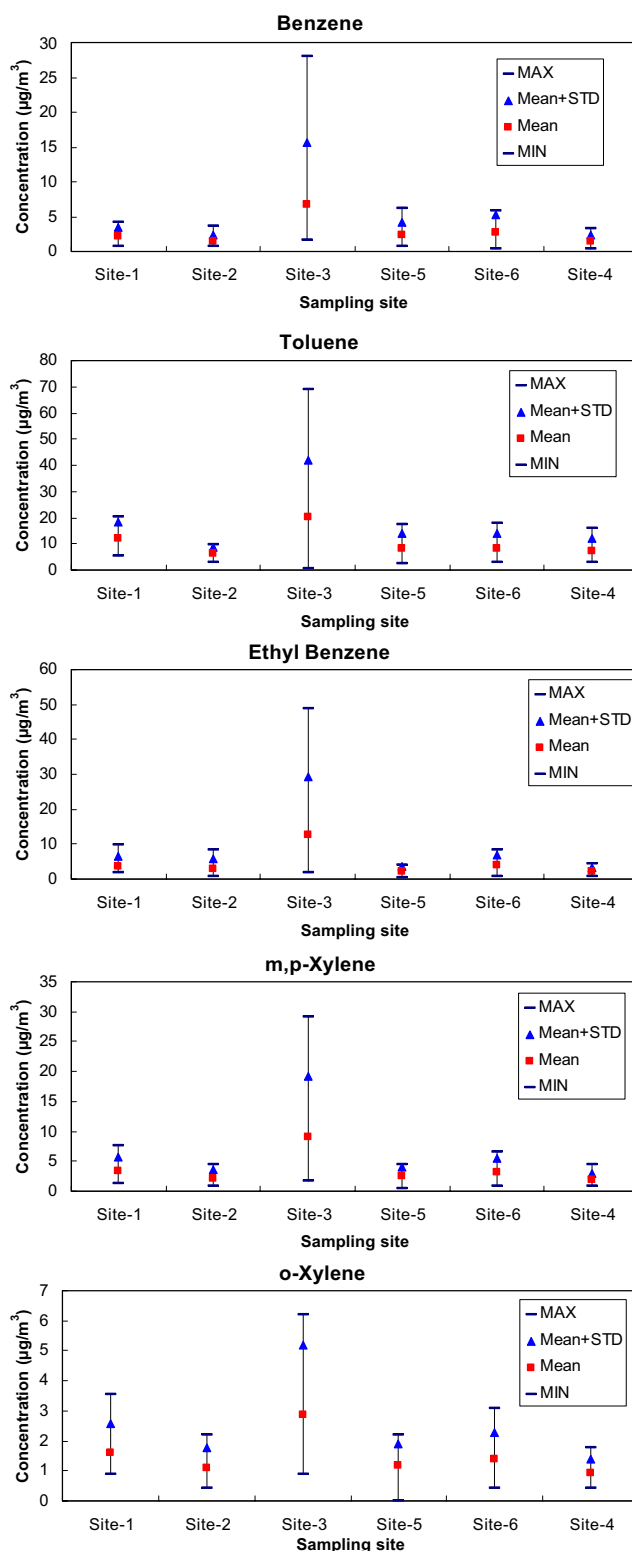 Benzene
30
25
20
15
10
5
0
Concentration (µg/m³)
MAX
Mean+STD
Mean
MIN
Site-1 Site-2 Site-3 Site-5 Site-6 Site-4
Sampling site
Toluene
80
70
60
50
40
30
20
10
0
Concentration (µg/m³)
MAX
Mean+STD
Mean
MIN
Site-1 Site-2 Site-3 Site-5 Site-6 Site-4
Sampling site
Ethyl Benzene
60
50
40
30
20
10
0
Concentration (µg/m³)
MAX
Mean+STD
Mean
MIN
Site-1 Site-2 Site-3 Site-5 Site-6 Site-4
Sampling site
m,p-Xylene
35
30
25
20
15
10
5
0
Concentration (µg/m³)
MAX
Mean+STD
Mean
MIN
Site-1 Site-2 Site-3 Site-5 Site-6 Site-4
Sampling site
o-Xylene
7
6
5
4
3
2
1
0
Concentration (µg/m³)
MAX
Mean+STD
Mean
MIN
Site-1 Site-2 Site-3 Site-5 Site-6 Site-4
Sampling site